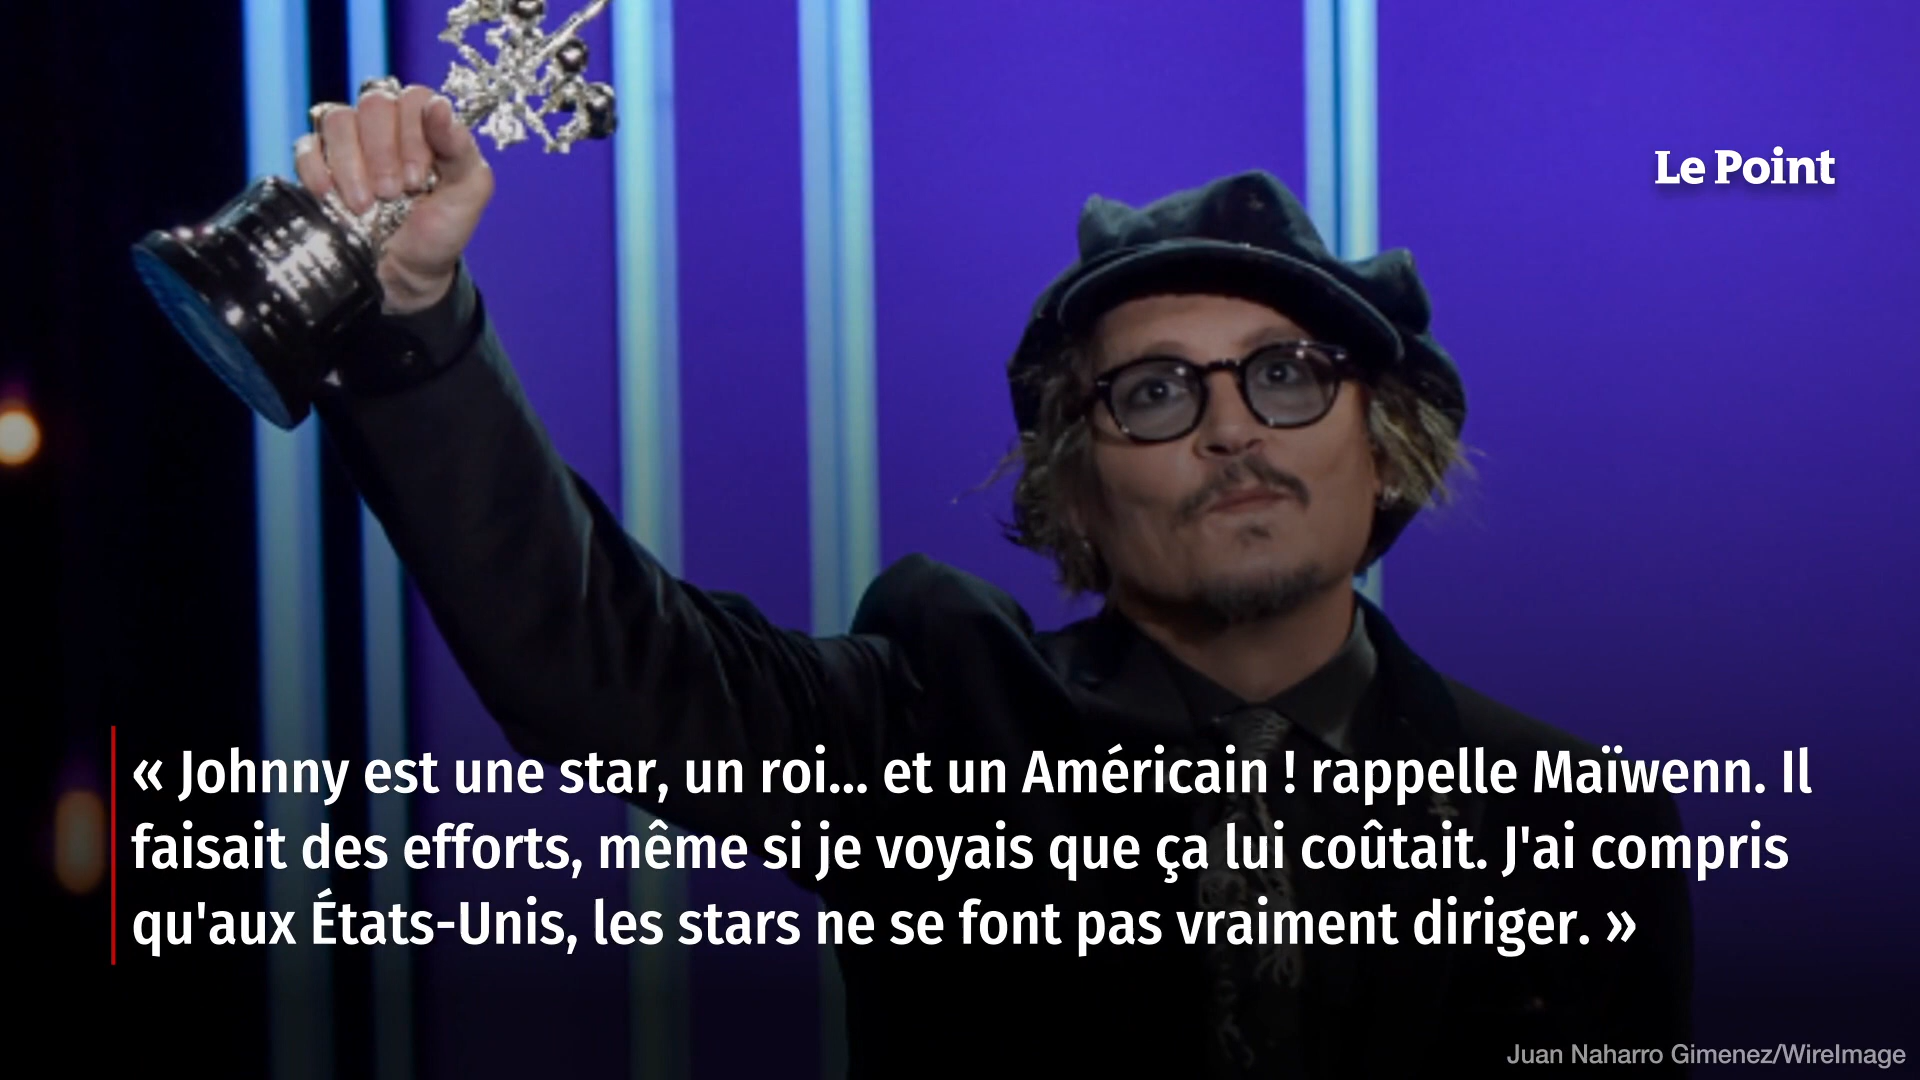 Le Point
« Johnny est une star, un roi... et un Américain ! rappelle Maïwenn. Il
faisait des efforts, même si je voyais que ça lui coûtait. J'ai compris
qu'aux États-Unis, les stars ne se font pas vraiment diriger. »
Juan Naharro Gimenez/WireImage